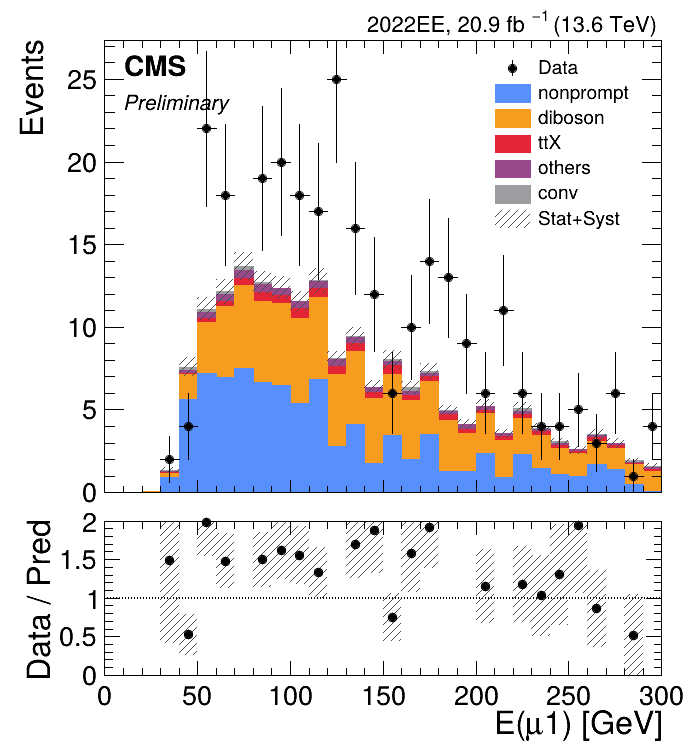 2022EE, 20.9 fb⁻¹ (13.6 TeV)
CMS
Preliminary
Events
Data
nonprompt
diboson
ttX
others
conv
Stat+Syst
25
20
15
10
5
0
Data / Pred
2
1.5
1
0.5
0
0 50 100 150 200 250 300
E(μ1) [GeV]